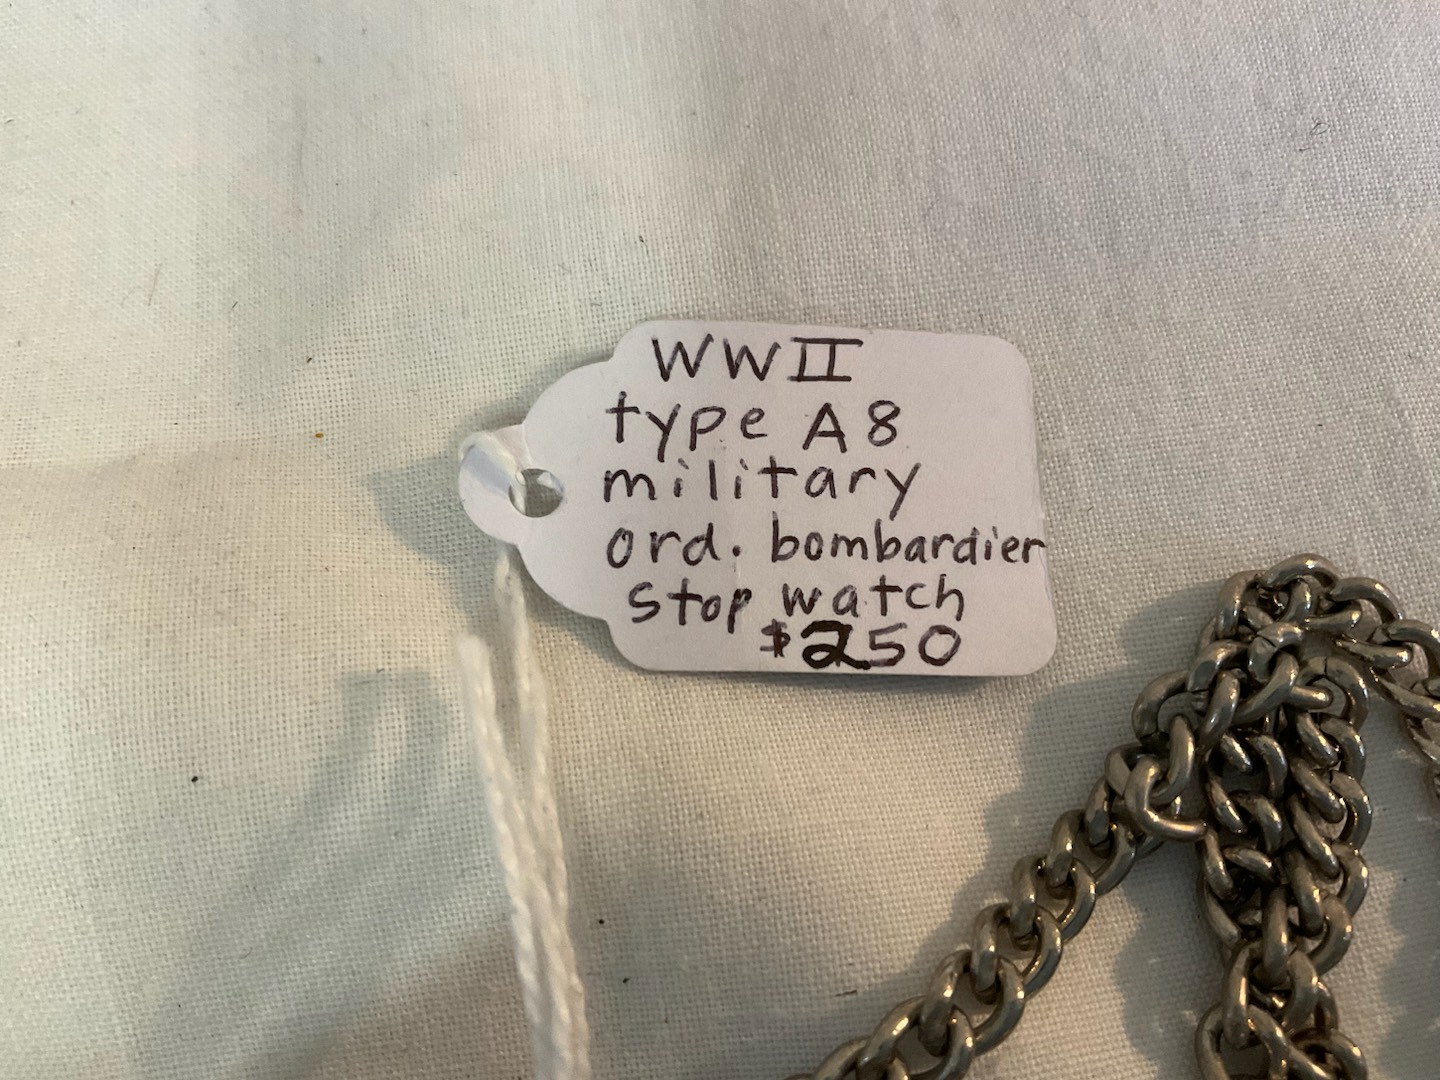 WWII
type A8
military
ord. bombardier
stop watch
$250